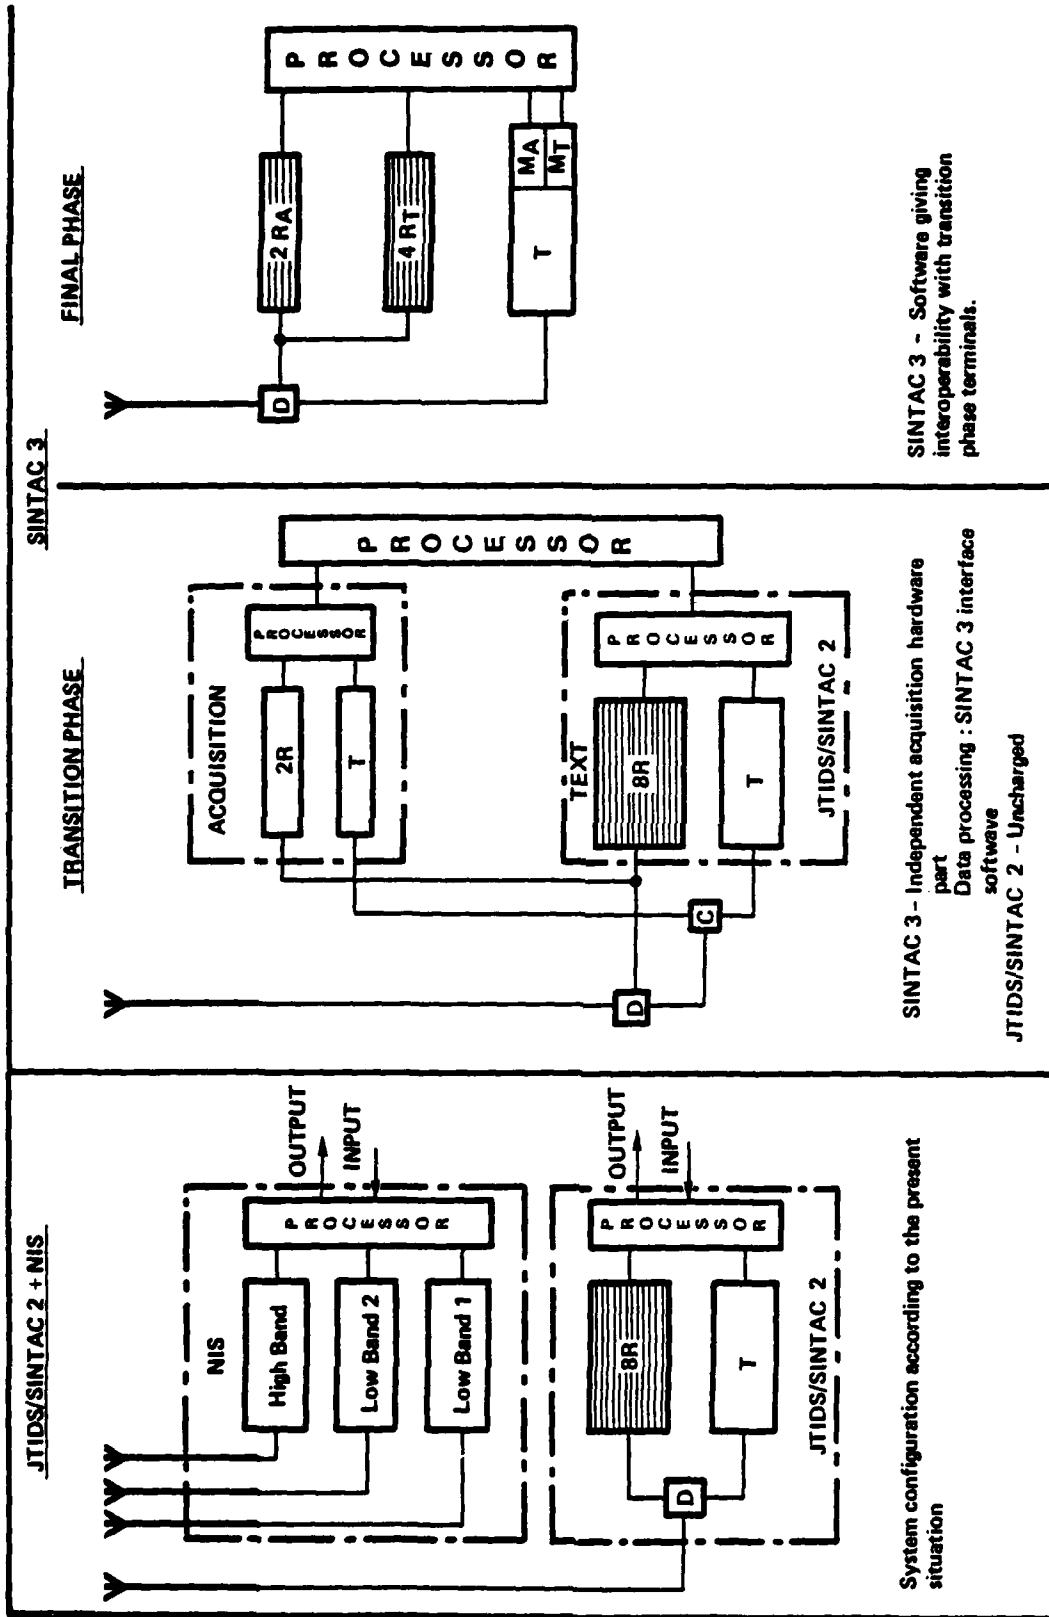 JTIDS/SINTAC 2 + NIS
NIS
High Band
Low Band 2
Low Band 1
PROCESSOR
OUTPUT
INPUT
8R
T
D
PROCESSOR
OUTPUT
INPUT
JTIDS/SINTAC 2
System configuration according to the present
situation
SINTAC 3
TRANSITION PHASE
ACQUISITION
2R
T
PROCESSOR
TEXT
8R
T
PROCESSOR
JTIDS/SINTAC 2
D
C
PROCESSOR
SINTAC 3 - Independent acquisition hardware
part
Data processing : SINTAC 3 interface
softwave
JTIDS/SINTAC 2 - Uncharged
FINAL PHASE
D
2 RA
4 RT
T
MA
MT
PROCESSOR
SINTAC 3 - Software giving
interoperability with transition
phase terminals.